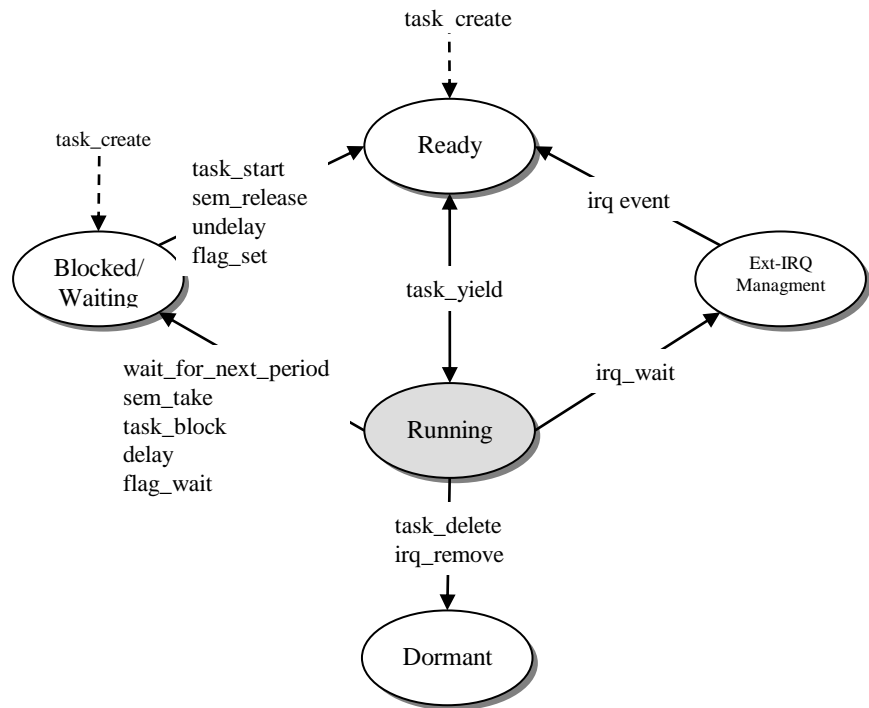 task_create
Ready
task_create
task_start
sem_release
undelay
flag_set
irq event
Blocked/
Waiting
Ext-IRQ
Managment
task_yield
wait_for_next_period
sem_take
task_block
delay
flag_wait
irq_wait
Running
task_delete
irq_remove
Dormant